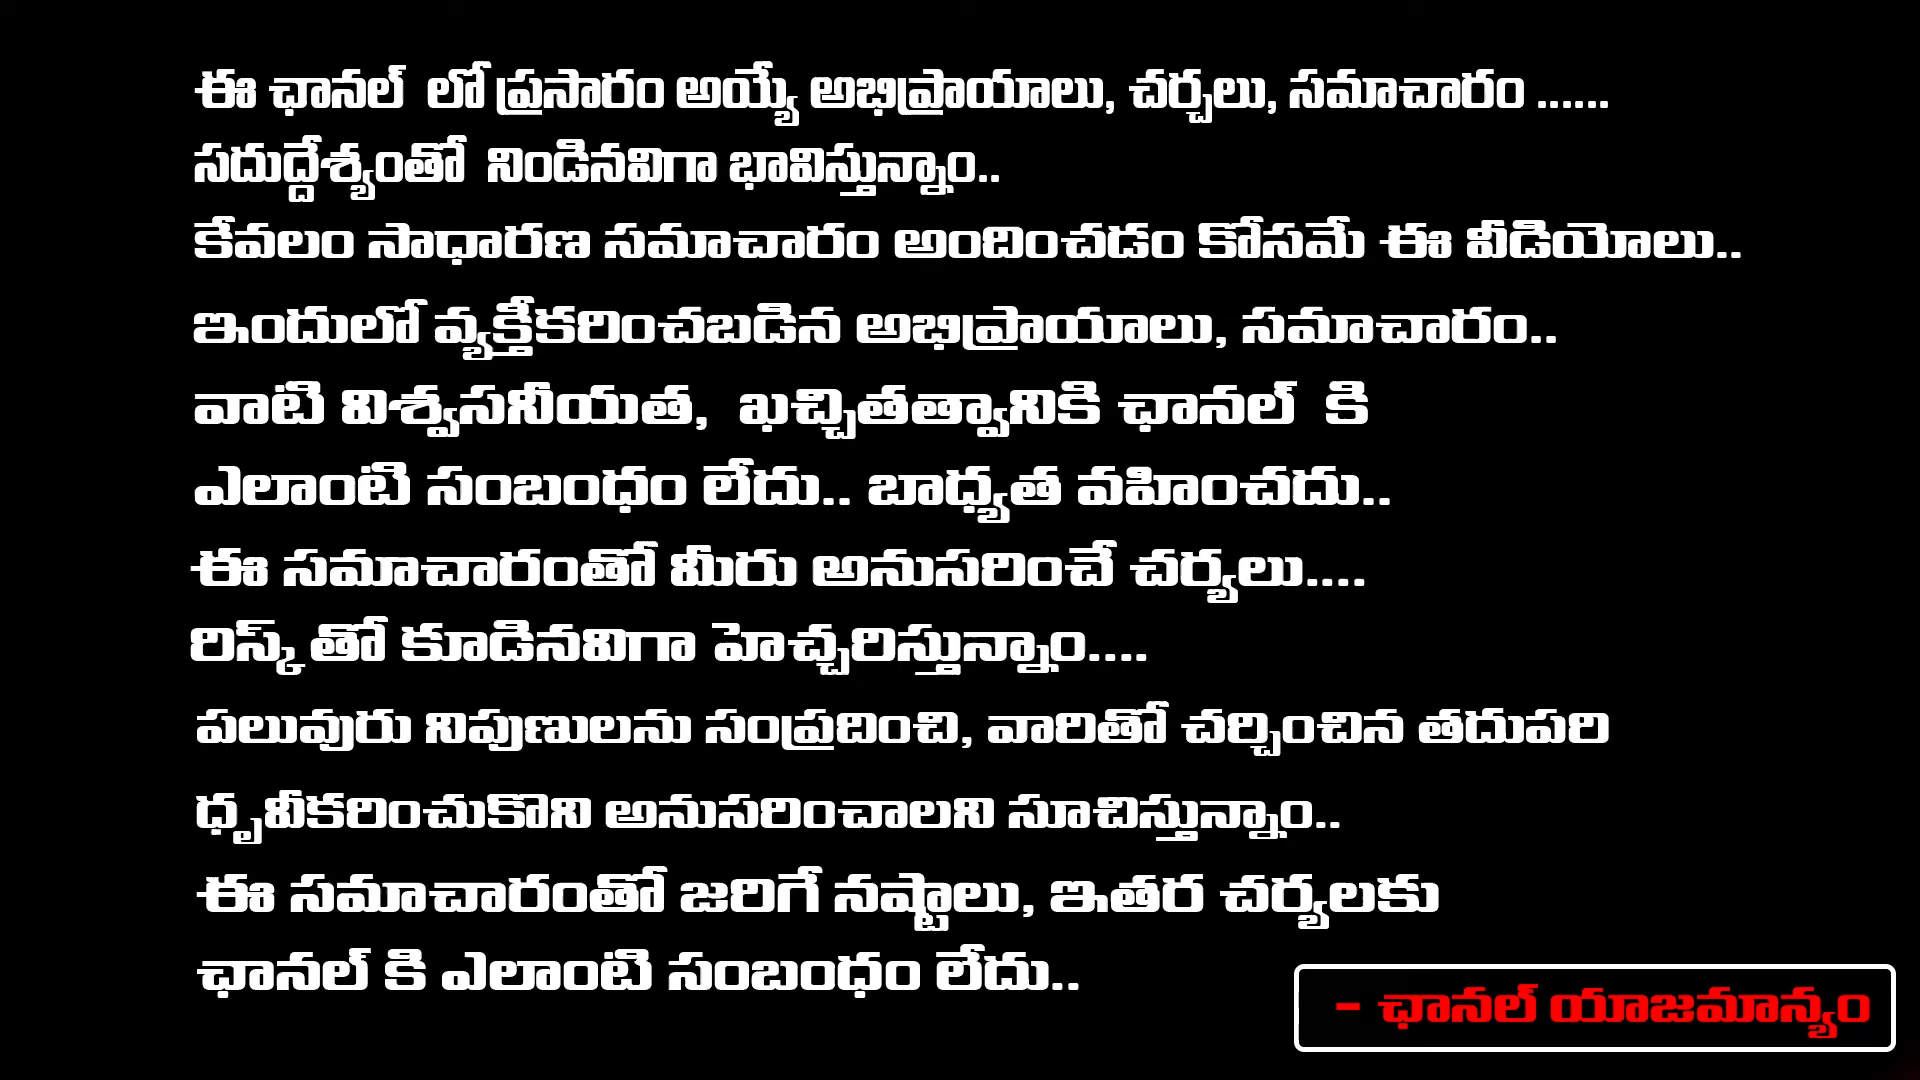 ఈ ఛానల్ లో ప్రసారం అయ్యే అభిప్రాయాలు, చర్చలు, సమాచారం ......
సదుద్దేశ్యంతో నిండినవిగా భావిస్తున్నాం..
కేవలం సాధారణ సమాచారం అందించడం కోసమే ఈ వీడియోలు..
ఇందులో వ్యక్తీకరించబడిన అభిప్రాయాలు, సమాచారం..
వాటి విశ్వసనీయత, ఖచ్చితత్వానికి ఛానల్ కి
ఎలాంటి సంబంధం లేదు.. బాధ్యత వహించదు..
ఈ సమాచారంతో మీరు అనుసరించే చర్యలు....
రిస్క్ తో కూడినవిగా హెచ్చరిస్తున్నాం....
పలువురు నిపుణులను సంప్రదించి, వారితో చర్చించిన తదుపరి
ధృవీకరించుకొని అనుసరించాలని సూచిస్తున్నాం..
ఈ సమాచారంతో జరిగే నష్టాలు, ఇతర చర్యలకు
ఛానల్ కి ఎలాంటి సంబంధం లేదు..
- ఛానల్ యాజమాన్యం